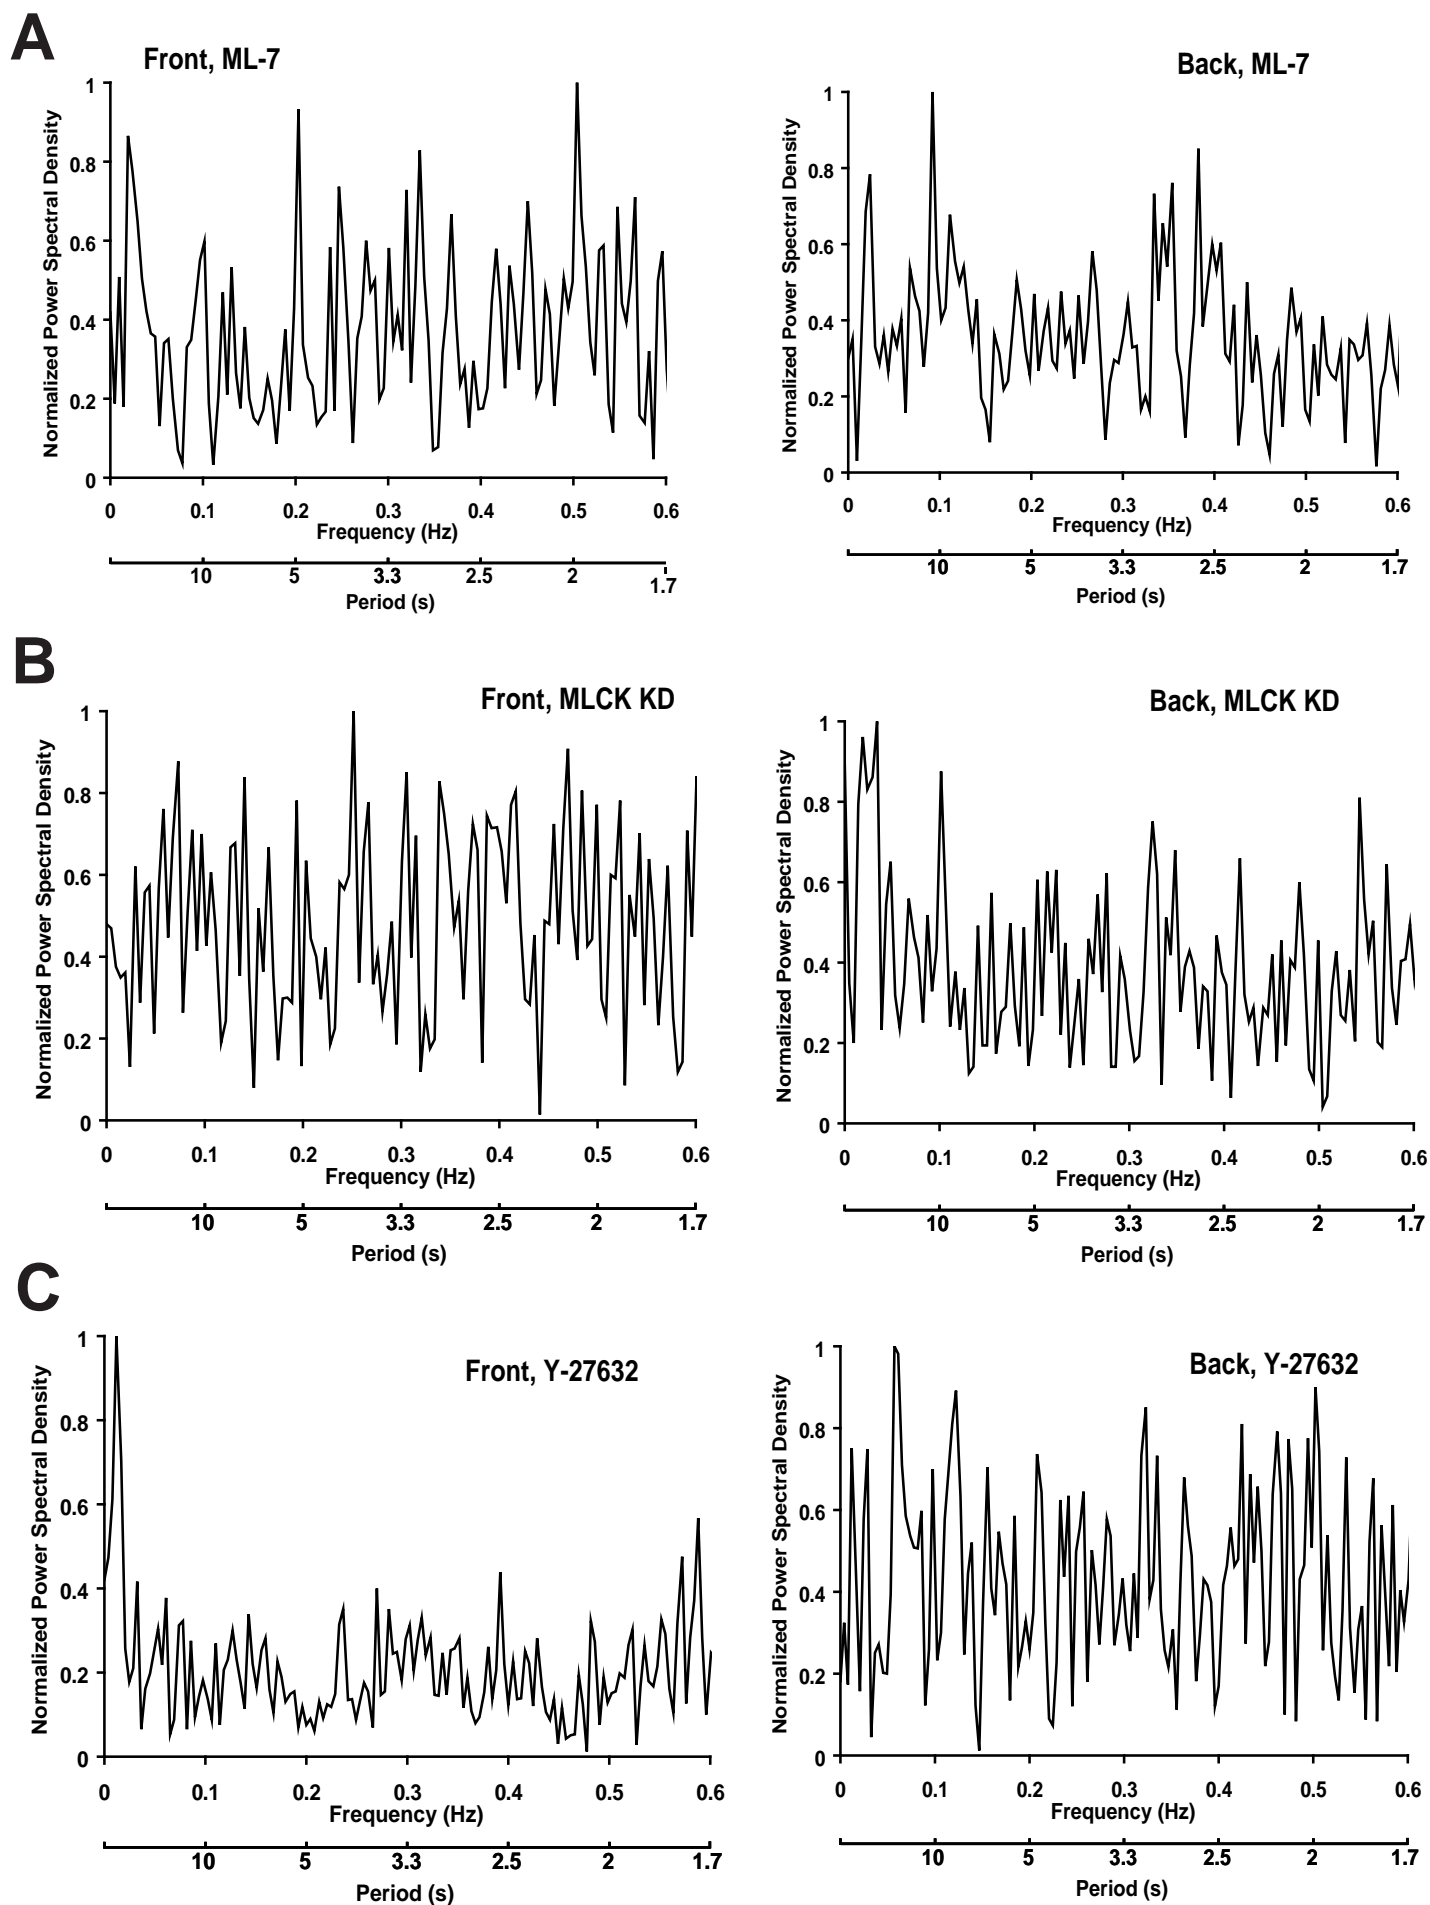 A
Front, ML-7
Normalized Power Spectral Density
1
0.8
0.6
0.4
0.2
0
0 0.1 0.2 0.3 0.4 0.5 0.6
Frequency (Hz)
10 5 3.3 2.5 2 1.7
Period (s)
Back, ML-7
Normalized Power Spectral Density
1
0.8
0.6
0.4
0.2
0
0 0.1 0.2 0.3 0.4 0.5 0.6
Frequency (Hz)
10 5 3.3 2.5 2 1.7
Period (s)
B
Front, MLCK KD
Normalized Power Spectral Density
1
0.8
0.6
0.4
0.2
0
0 0.1 0.2 0.3 0.4 0.5 0.6
Frequency (Hz)
10 5 3.3 2.5 2 1.7
Period (s)
Back, MLCK KD
Normalized Power Spectral Density
1
0.8
0.6
0.4
0.2
0
0 0.1 0.2 0.3 0.4 0.5 0.6
Frequency (Hz)
10 5 3.3 2.5 2 1.7
Period (s)
C
Front, Y-27632
Normalized Power Spectral Density
1
0.8
0.6
0.4
0.2
0
0 0.1 0.2 0.3 0.4 0.5 0.6
Frequency (Hz)
10 5 3.3 2.5 2 1.7
Period (s)
Back, Y-27632
Normalized Power Spectral Density
1
0.8
0.6
0.4
0.2
0
0 0.1 0.2 0.3 0.4 0.5 0.6
Frequency (Hz)
10 5 3.3 2.5 2 1.7
Period (s)